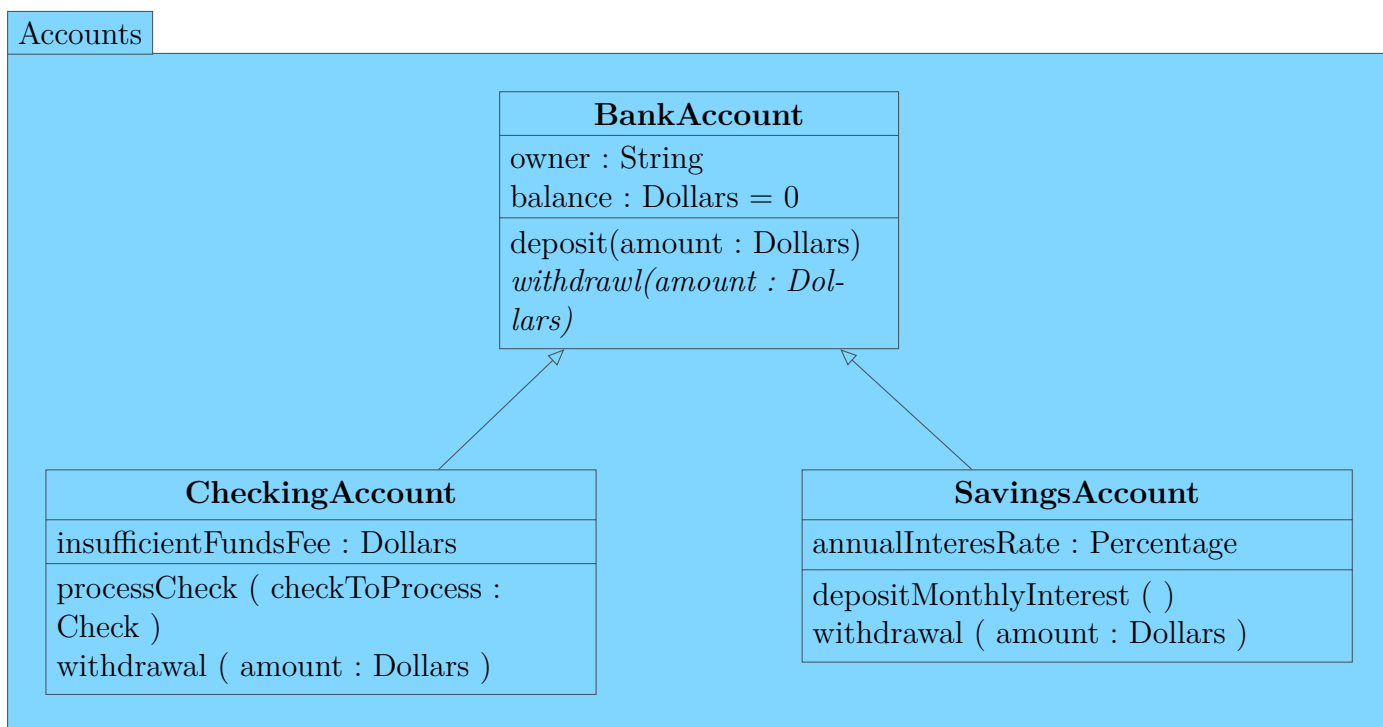 Accounts
BankAccount
owner : String
balance : Dollars = 0
deposit(amount : Dollars)
withdrawl(amount : Dol-
lars)
CheckingAccount
insufficientFundsFee : Dollars
processCheck ( checkToProcess :
Check )
withdrawal ( amount : Dollars )
SavingsAccount
annualInteresRate : Percentage
depositMonthlyInterest ( )
withdrawal ( amount : Dollars )